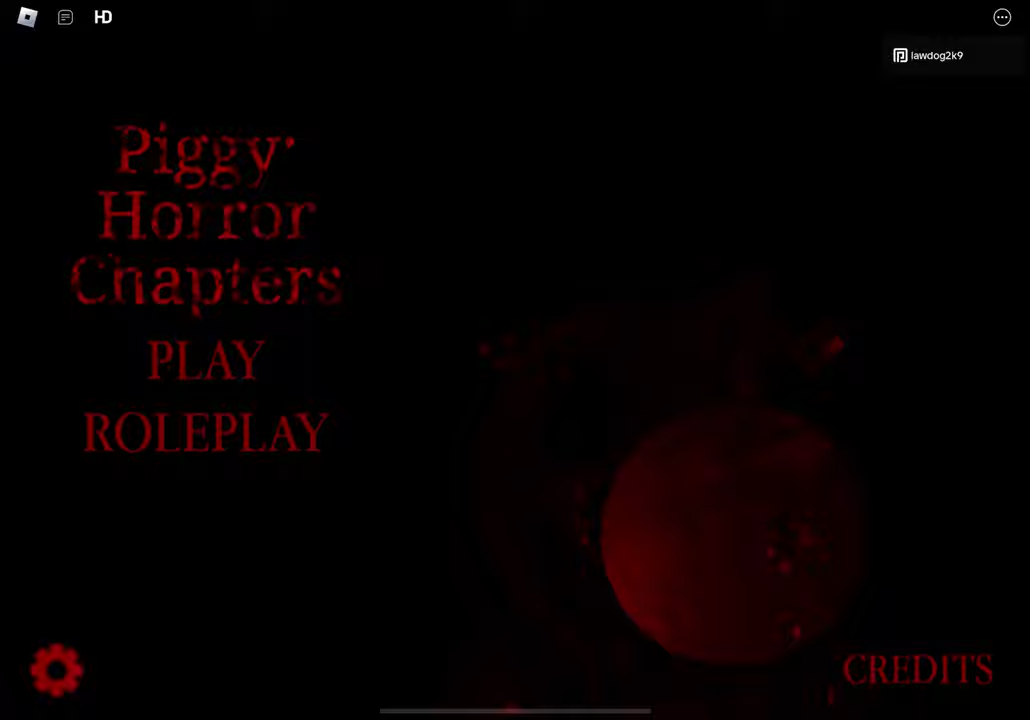 HD
lawdog2k9
Piggy:
Horror
Chapters
PLAY
ROLEPLAY
CREDITS